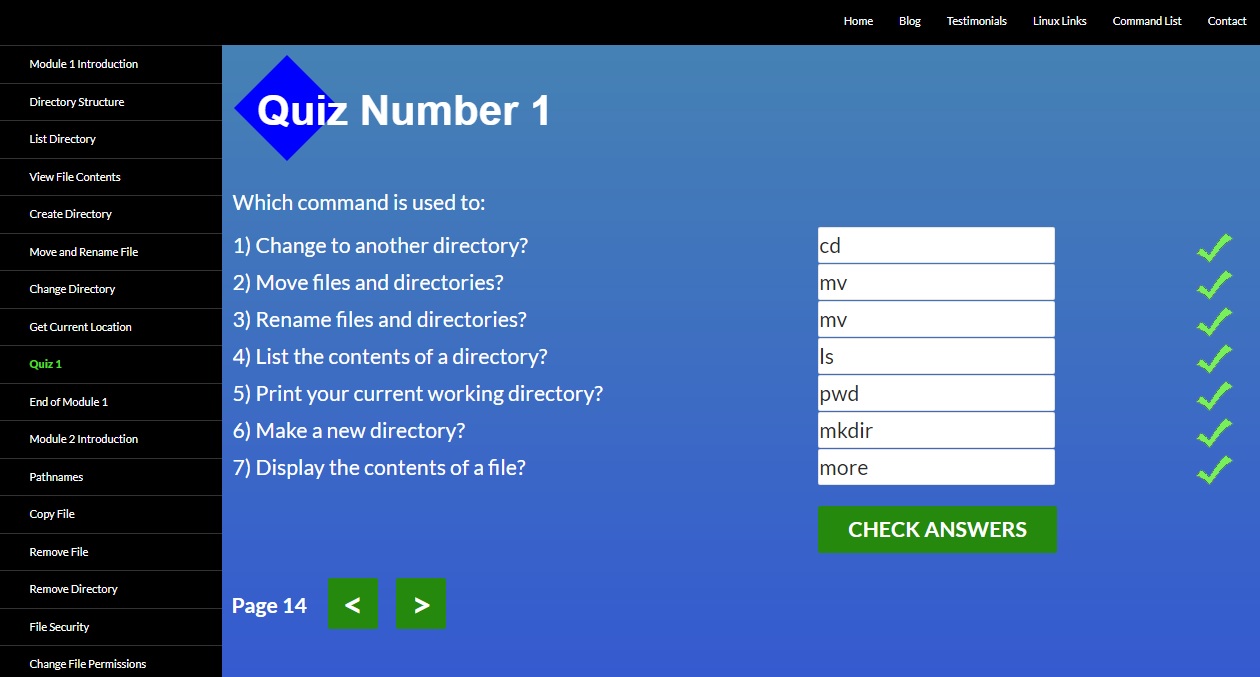 Home Blog Testimonials Linux Links Command List Contact
Module 1 Introduction
Directory Structure
List Directory
View File Contents
Create Directory
Move and Rename File
Change Directory
Get Current Location
Quiz 1
End of Module 1
Module 2 Introduction
Pathnames
Copy File
Remove File
Remove Directory
File Security
Change File Permissions
Quiz Number 1
Which command is used to:
1) Change to another directory? cd
2) Move files and directories? mv
3) Rename files and directories? mv
4) List the contents of a directory? ls
5) Print your current working directory? pwd
6) Make a new directory? mkdir
7) Display the contents of a file? more
CHECK ANSWERS
Page 14 < >